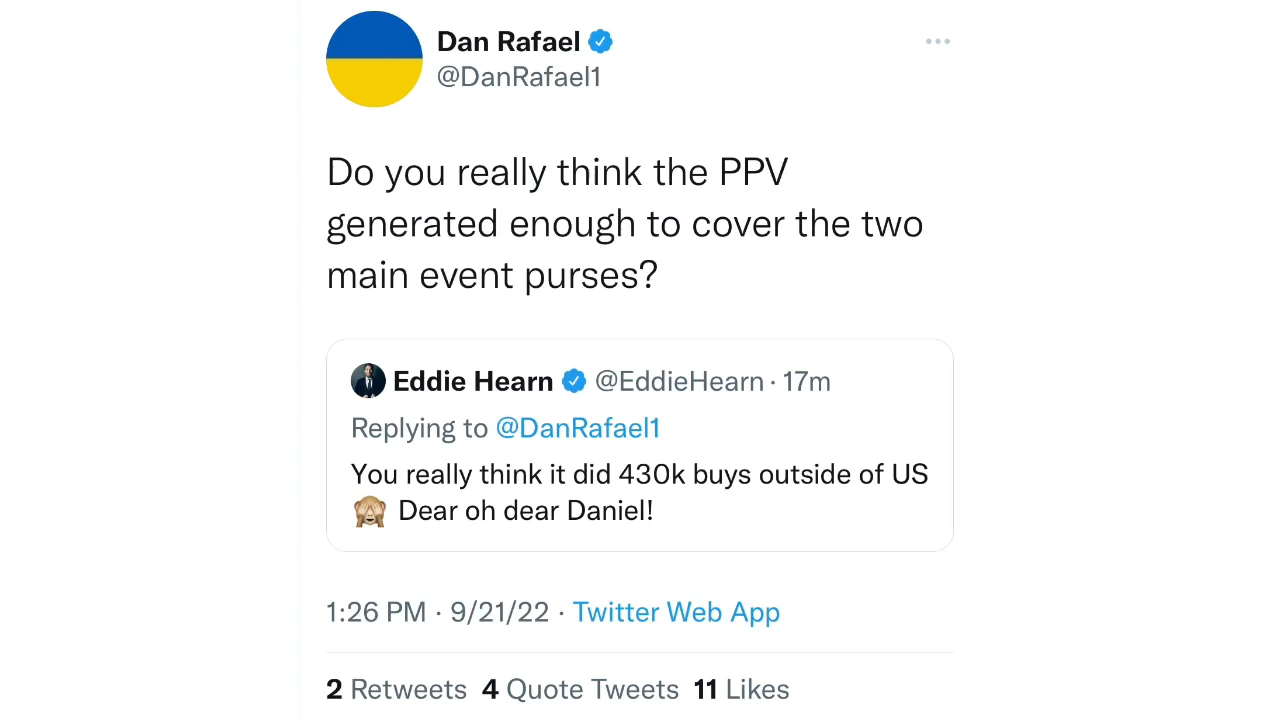 Dan Rafael
@DanRafael1
Do you really think the PPV
generated enough to cover the two
main event purses?
Eddie Hearn @EddieHearn · 17m
Replying to @DanRafael1
You really think it did 430k buys outside of US
🙈 Dear oh dear Daniel!
1:26 PM · 9/21/22 · Twitter Web App
2 Retweets 4 Quote Tweets 11 Likes